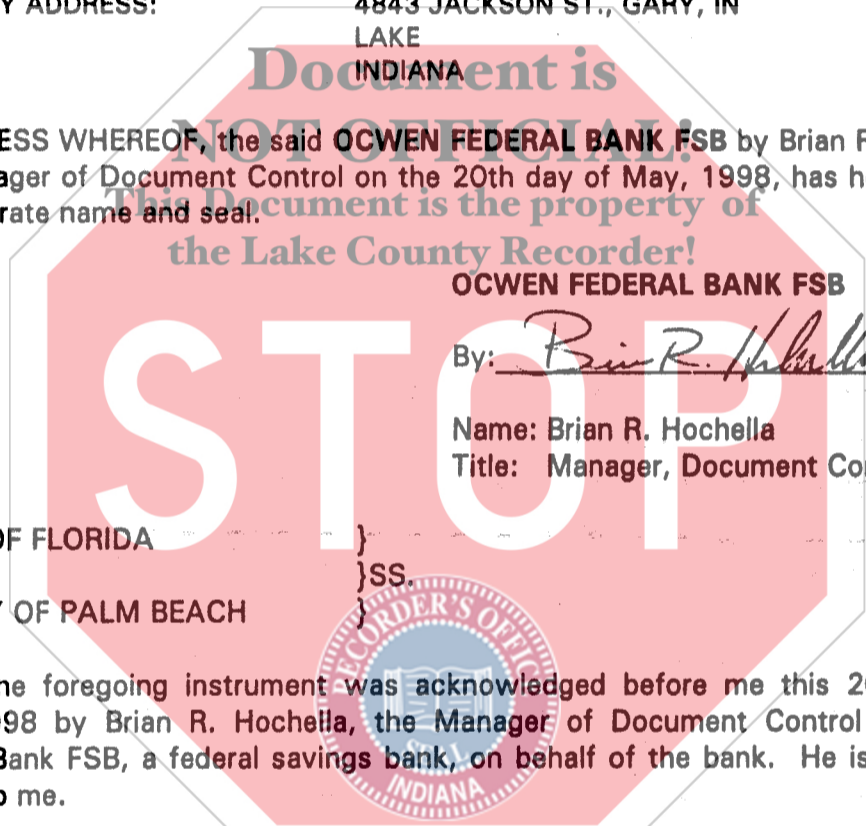 Y ADDRESS: 4843 JACKSON ST., GARY, IN
LAKE
INDIANA
Document is
NOT OFFICIAL!
This Document is the property of
the Lake County Recorder!
ESS WHEREOF, the said OCWEN FEDERAL BANK FSB by Brian
ager of Document Control on the 20th day of May, 1998, has h
rate name and seal.
OCWEN FEDERAL BANK FSB
By: Brian R. Hochella
Name: Brian R. Hochella
Title: Manager, Document Co
STOP
OF FLORIDA }
}SS.
Y OF PALM BEACH }
RECORDER'S OFFICE
SEAL
INDIANA
he foregoing instrument was acknowledged before me this 2
98 by Brian R. Hochella, the Manager of Document Control
Bank FSB, a federal savings bank, on behalf of the bank. He is
o me.